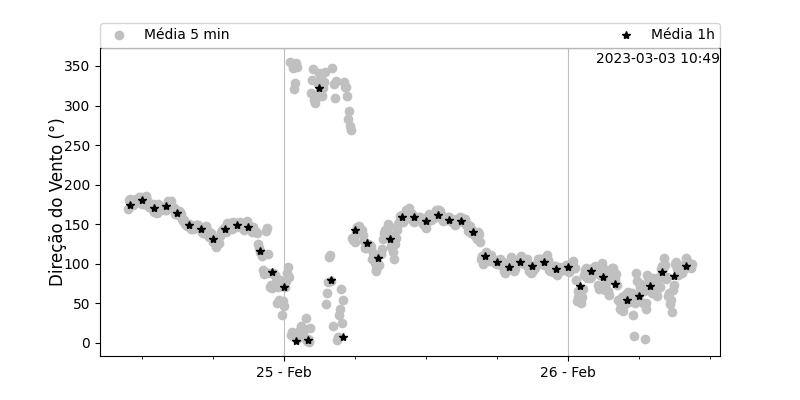 Média 5 min
Média 1h
2023-03-03 10:49
Direção do Vento (°)
350
300
250
200
150
100
50
0
25 - Feb
26 - Feb